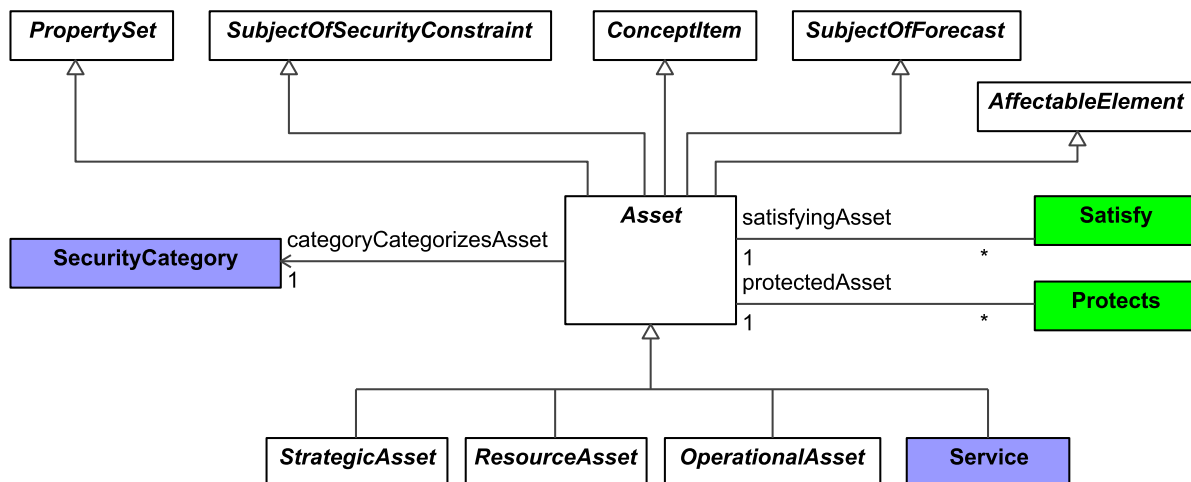 PropertySet
SubjectOfSecurityConstraint
ConceptItem
SubjectOfForecast
AffectableElement
Asset
satisfyingAsset
Satisfy
1
*
categoryCategorizesAsset
SecurityCategory
1
protectedAsset
Protects
1
*
StrategicAsset
ResourceAsset
OperationalAsset
Service